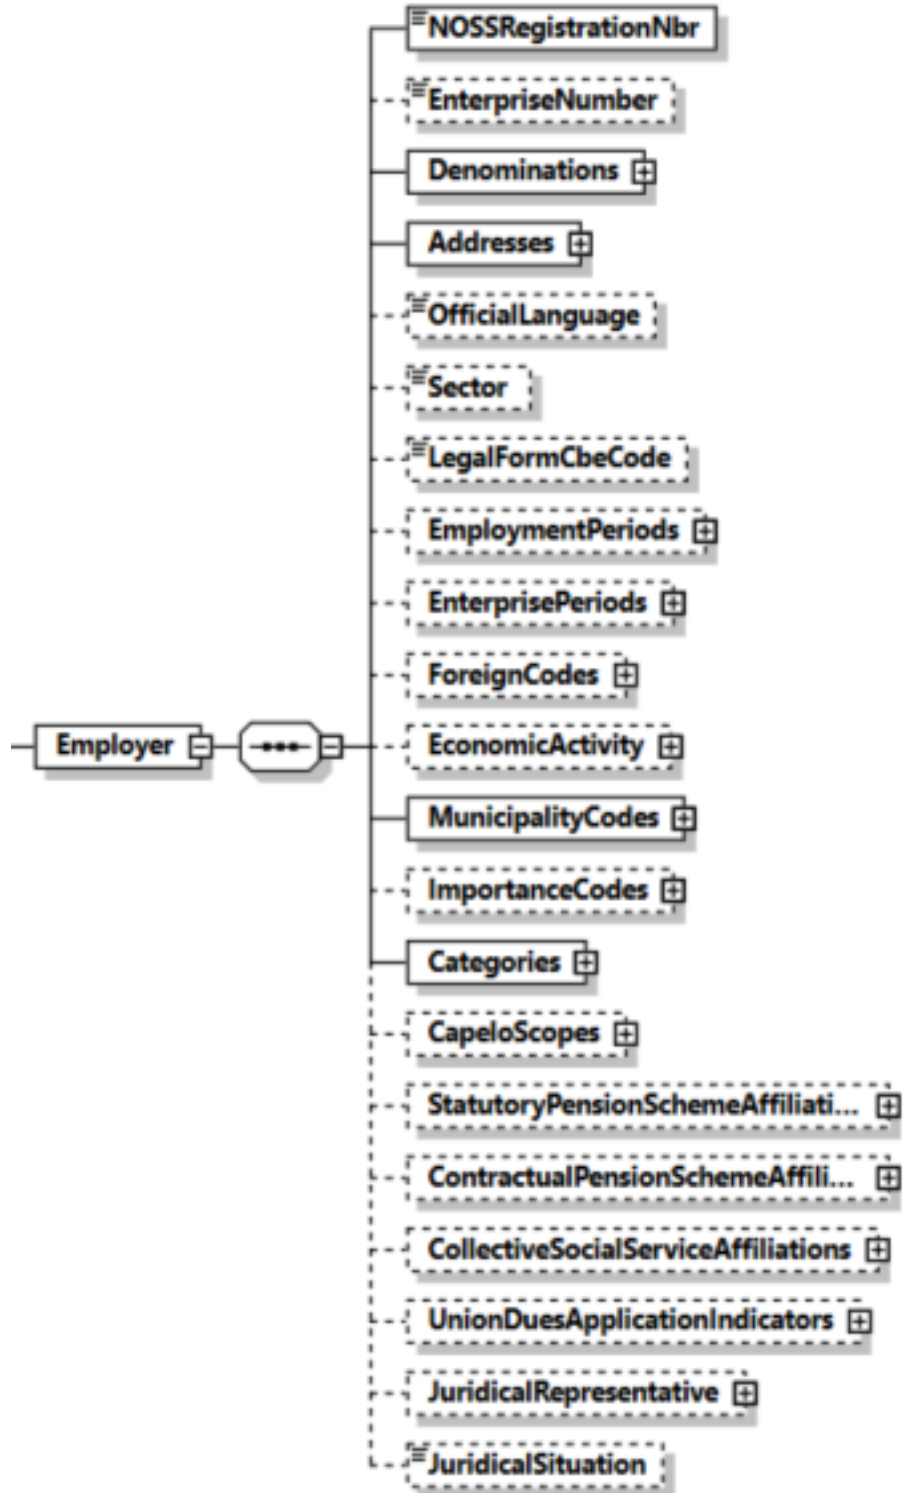 NOSSRegistrationNbr
EnterpriseNumber
Denominations
Addresses
OfficialLanguage
Sector
LegalFormCbeCode
EmploymentPeriods
EnterprisePeriods
ForeignCodes
Employer
EconomicActivity
MunicipalityCodes
ImportanceCodes
Categories
CapeloScopes
StatutoryPensionSchemeAffiliati...
ContractualPensionSchemeAffili...
CollectiveSocialServiceAffiliations
UnionDuesApplicationIndicators
JuridicalRepresentative
JuridicalSituation